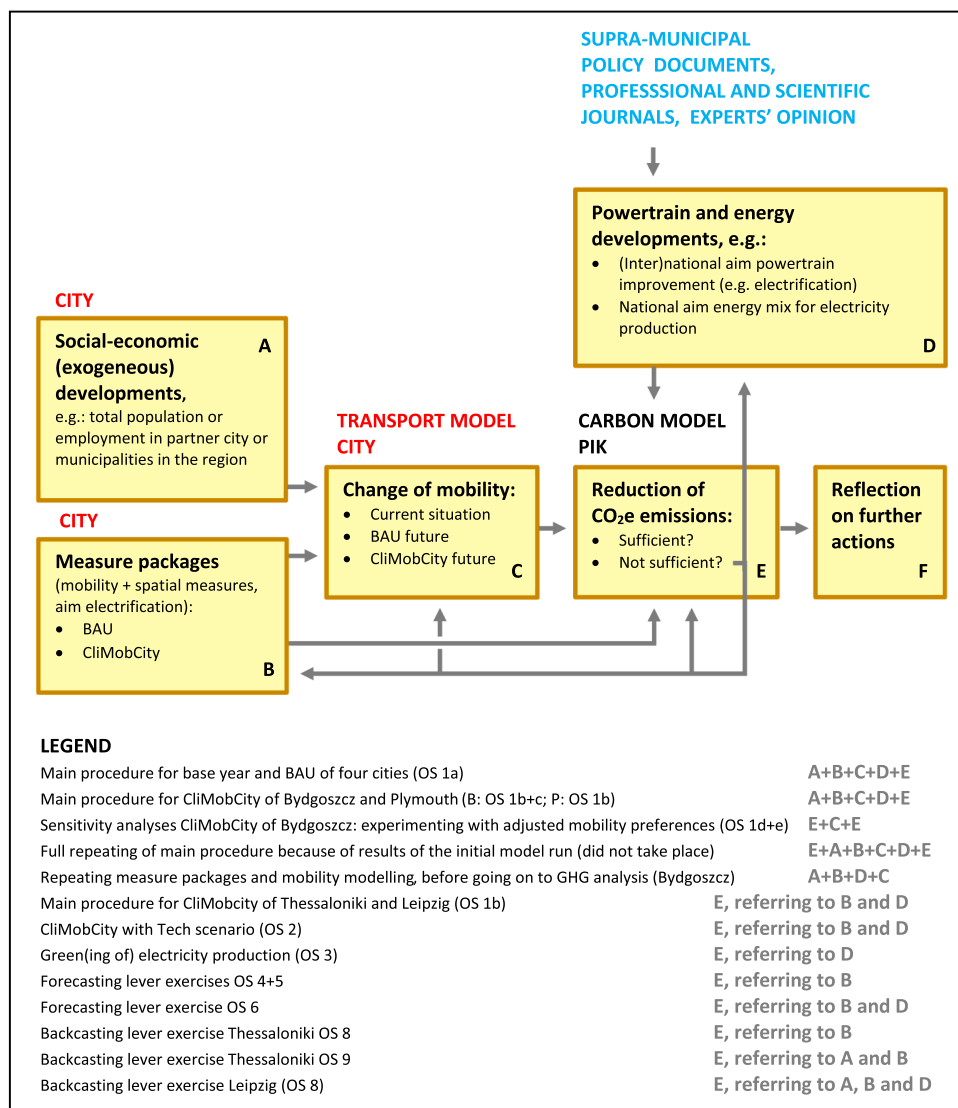 SUPRA-MUNICIPAL
POLICY DOCUMENTS,
PROFESSSIONAL AND SCIENTIFIC
JOURNALS, EXPERTS' OPINION
Powertrain and energy
developments, e.g.:
• (Inter)national aim powertrain
improvement (e.g. electrification)
• National aim energy mix for electricity
production
D
CITY
Social-economic
(exogeneous)
developments,
e.g.: total population or
employment in partner city or
municipalities in the region
A
TRANSPORT MODEL
CITY
Change of mobility:
• Current situation
• BAU future
• CliMobCity future
C
CARBON MODEL
PIK
Reduction of
CO₂e emissions:
• Sufficient?
• Not sufficient?
E
Reflection
on further
actions
F
CITY
Measure packages
(mobility + spatial measures,
aim electrification):
• BAU
• CliMobCity
B
LEGEND
Main procedure for base year and BAU of four cities (OS 1a) A+B+C+D+E
Main procedure for CliMobCity of Bydgoszcz and Plymouth (B: OS 1b+c; P: OS 1b) A+B+C+D+E
Sensitivity analyses CliMobCity of Bydgoszcz: experimenting with adjusted mobility preferences (OS 1d+e) E+C+E
Full repeating of main procedure because of results of the initial model run (did not take place) E+A+B+C+D+E
Repeating measure packages and mobility modelling, before going on to GHG analysis (Bydgoszcz) A+B+D+C
Main procedure for CliMobcity of Thessaloniki and Leipzig (OS 1b) E, referring to B and D
CliMobCity with Tech scenario (OS 2) E, referring to B and D
Green(ing of) electricity production (OS 3) E, referring to D
Forecasting lever exercises OS 4+5 E, referring to B
Forecasting lever exercise OS 6 E, referring to B and D
Backcasting lever exercise Thessaloniki OS 8 E, referring to B
Backcasting lever exercise Thessaloniki OS 9 E, referring to A and B
Backcasting lever exercise Leipzig (OS 8) E, referring to A, B and D